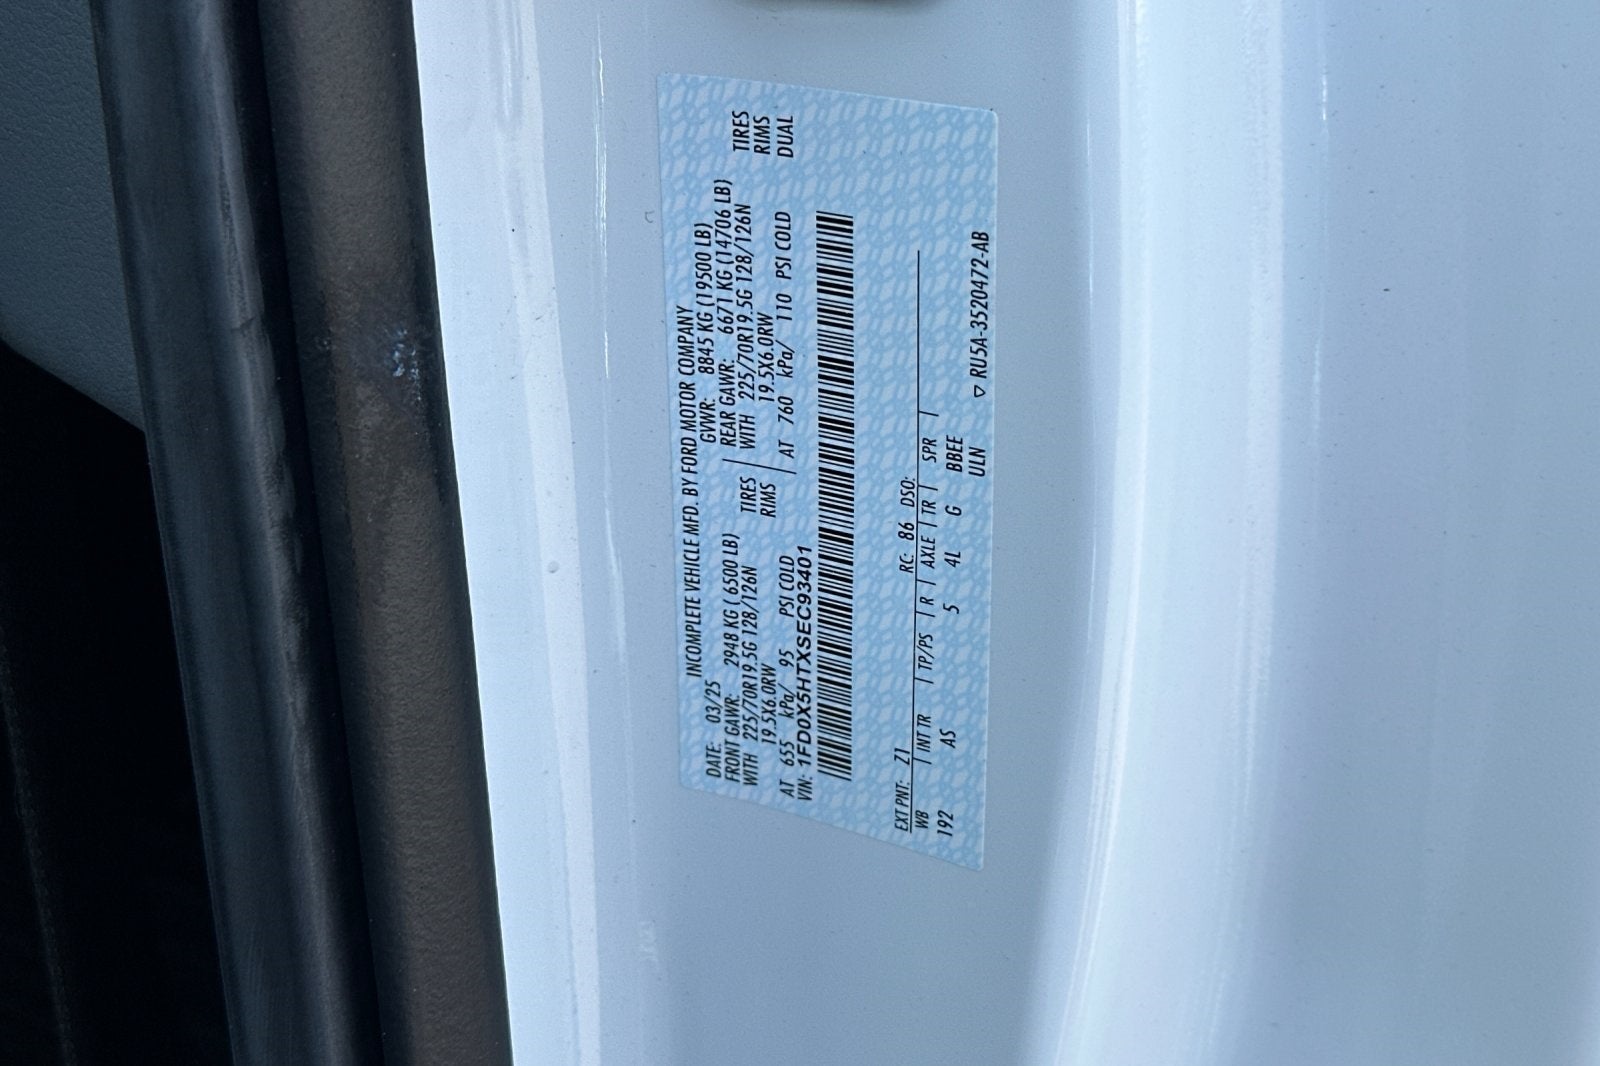 INCOMPLETE VEHICLE MFD. BY FORD MOTOR COMPANY
DATE: 03/25 GVWR: 8845 KG (19500 LB)
FRONT GAWR: 2948 KG ( 6500 LB) REAR GAWR: 6671 KG (14706 LB)
WITH 225/70R19.5G 128/126N TIRES WITH 225/70R19.5G 128/126N TIRES
19.5X6.0RW RIMS 19.5X6.0RW RIMS
AT 655 kPa/ 95 PSI COLD AT 760 kPa/ 110 PSI COLD DUAL
VIN: 1FD0X5HTXSEC93401
EXT PNT: Z1 RC: 86 DSO:
WB INT TR TP/PS R AXLE TR SPR
192 AS 5 4L G BBEE
ULN
▽ RU5A-3520472-AB